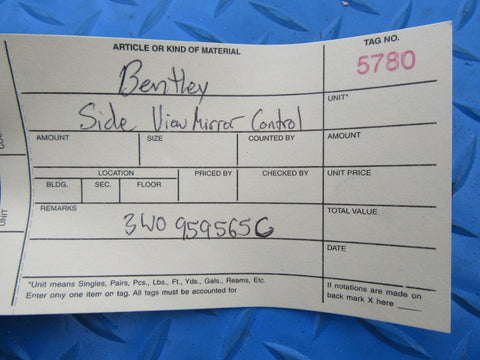 ARTICLE OR KIND OF MATERIAL
TAG NO.
Bentley
5780
Side View Mirror Control
UNIT*
AMOUNT SIZE COUNTED BY AMOUNT
LOCATION PRICED BY CHECKED BY UNIT PRICE
BLDG. SEC. FLOOR
REMARKS TOTAL VALUE
3W0 959565C
DATE
*Unit means Singles, Pairs, Pcs., Lbs., Ft., Yds., Gals., Reams, Etc.
Enter only one item on tag. All tags must be accounted for
If notations are made on
back mark X here ____
UNIT